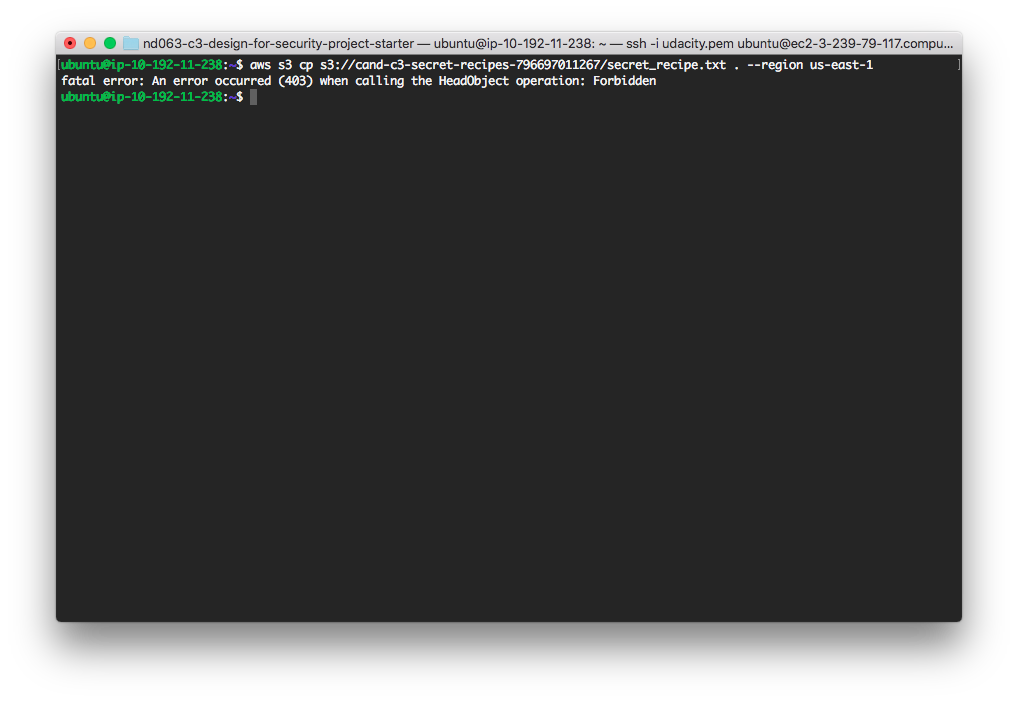 nd063-c3-design-for-security-project-starter — ubuntu@ip-10-192-11-238: ~ — ssh -i udacity.pem ubuntu@ec2-3-239-79-117.compu...
[ubuntu@ip-10-192-11-238:~$ aws s3 cp s3://cand-c3-secret-recipes-796697011267/secret_recipe.txt . --region us-east-1 ]
fatal error: An error occurred (403) when calling the HeadObject operation: Forbidden
ubuntu@ip-10-192-11-238:~$